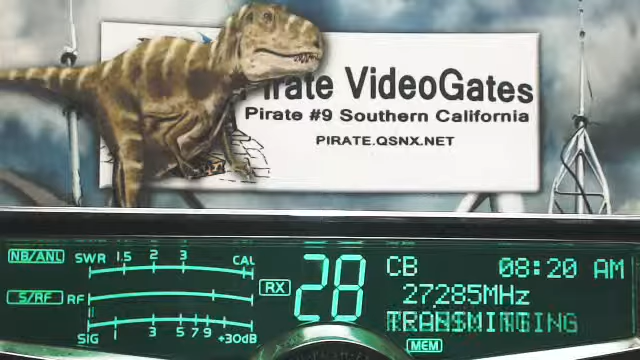 irate VideoGates
Pirate #9 Southern California
PIRATE.QSNX.NET
NB/ANL SWR 1.5 2 3 CAL
CB 08:20 AM
S/RF RF RX 28
27285MHz
SIG 1 3 5 7 9 +30dB
MEM